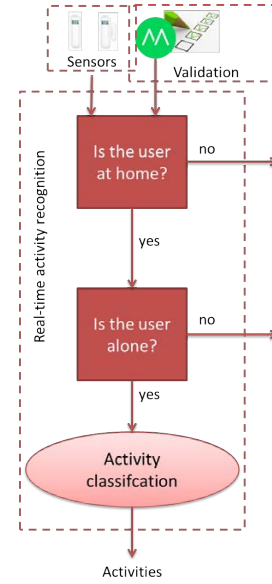 Sensors
Validation
Real-time activity recognition
Is the user
at home?
no
yes
Is the user
alone?
no
yes
Activity
classifcation
Activities